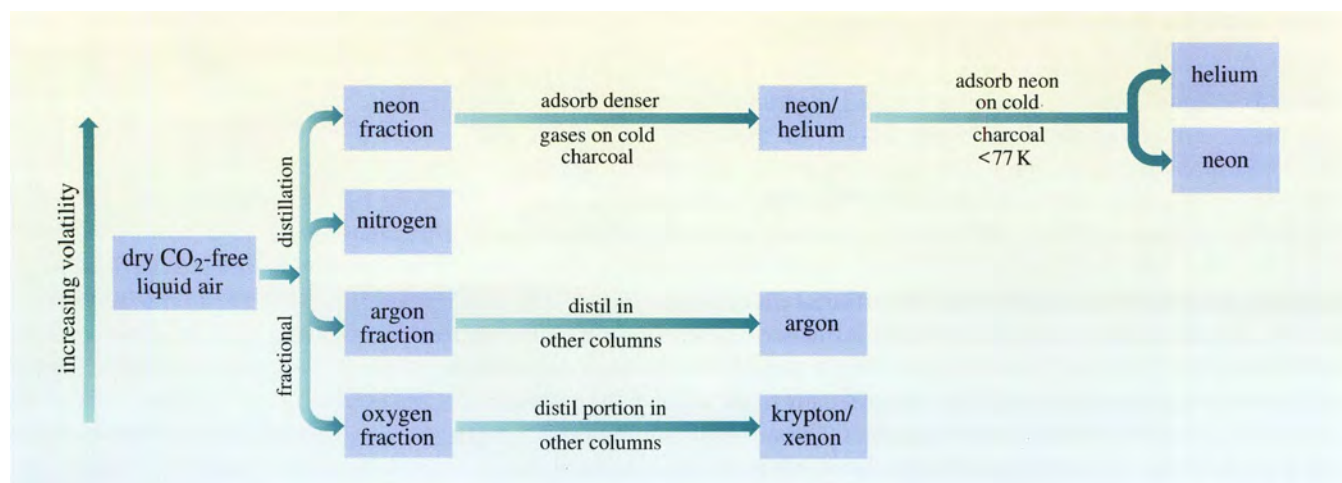 increasing volatility
dry CO₂-free
liquid air
fractional
distillation
neon
fraction
adsorb denser
gases on cold
charcoal
neon/
helium
adsorb neon
on cold
charcoal
<77 K
helium
neon
nitrogen
argon
fraction
distil in
other columns
argon
oxygen
fraction
distil portion in
other columns
krypton/
xenon